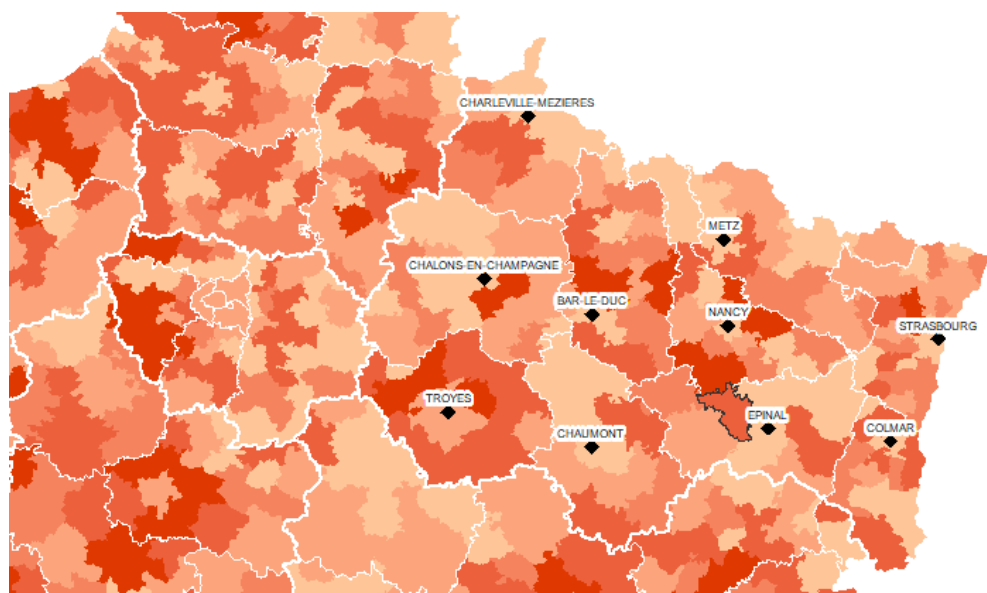 CHARLEVILLE-MEZIERES
METZ
CHALONS-EN-CHAMPAGNE
BAR-LE-DUC
NANCY
STRASBOURG
TROYES
EPINAL
COLMAR
CHAUMONT